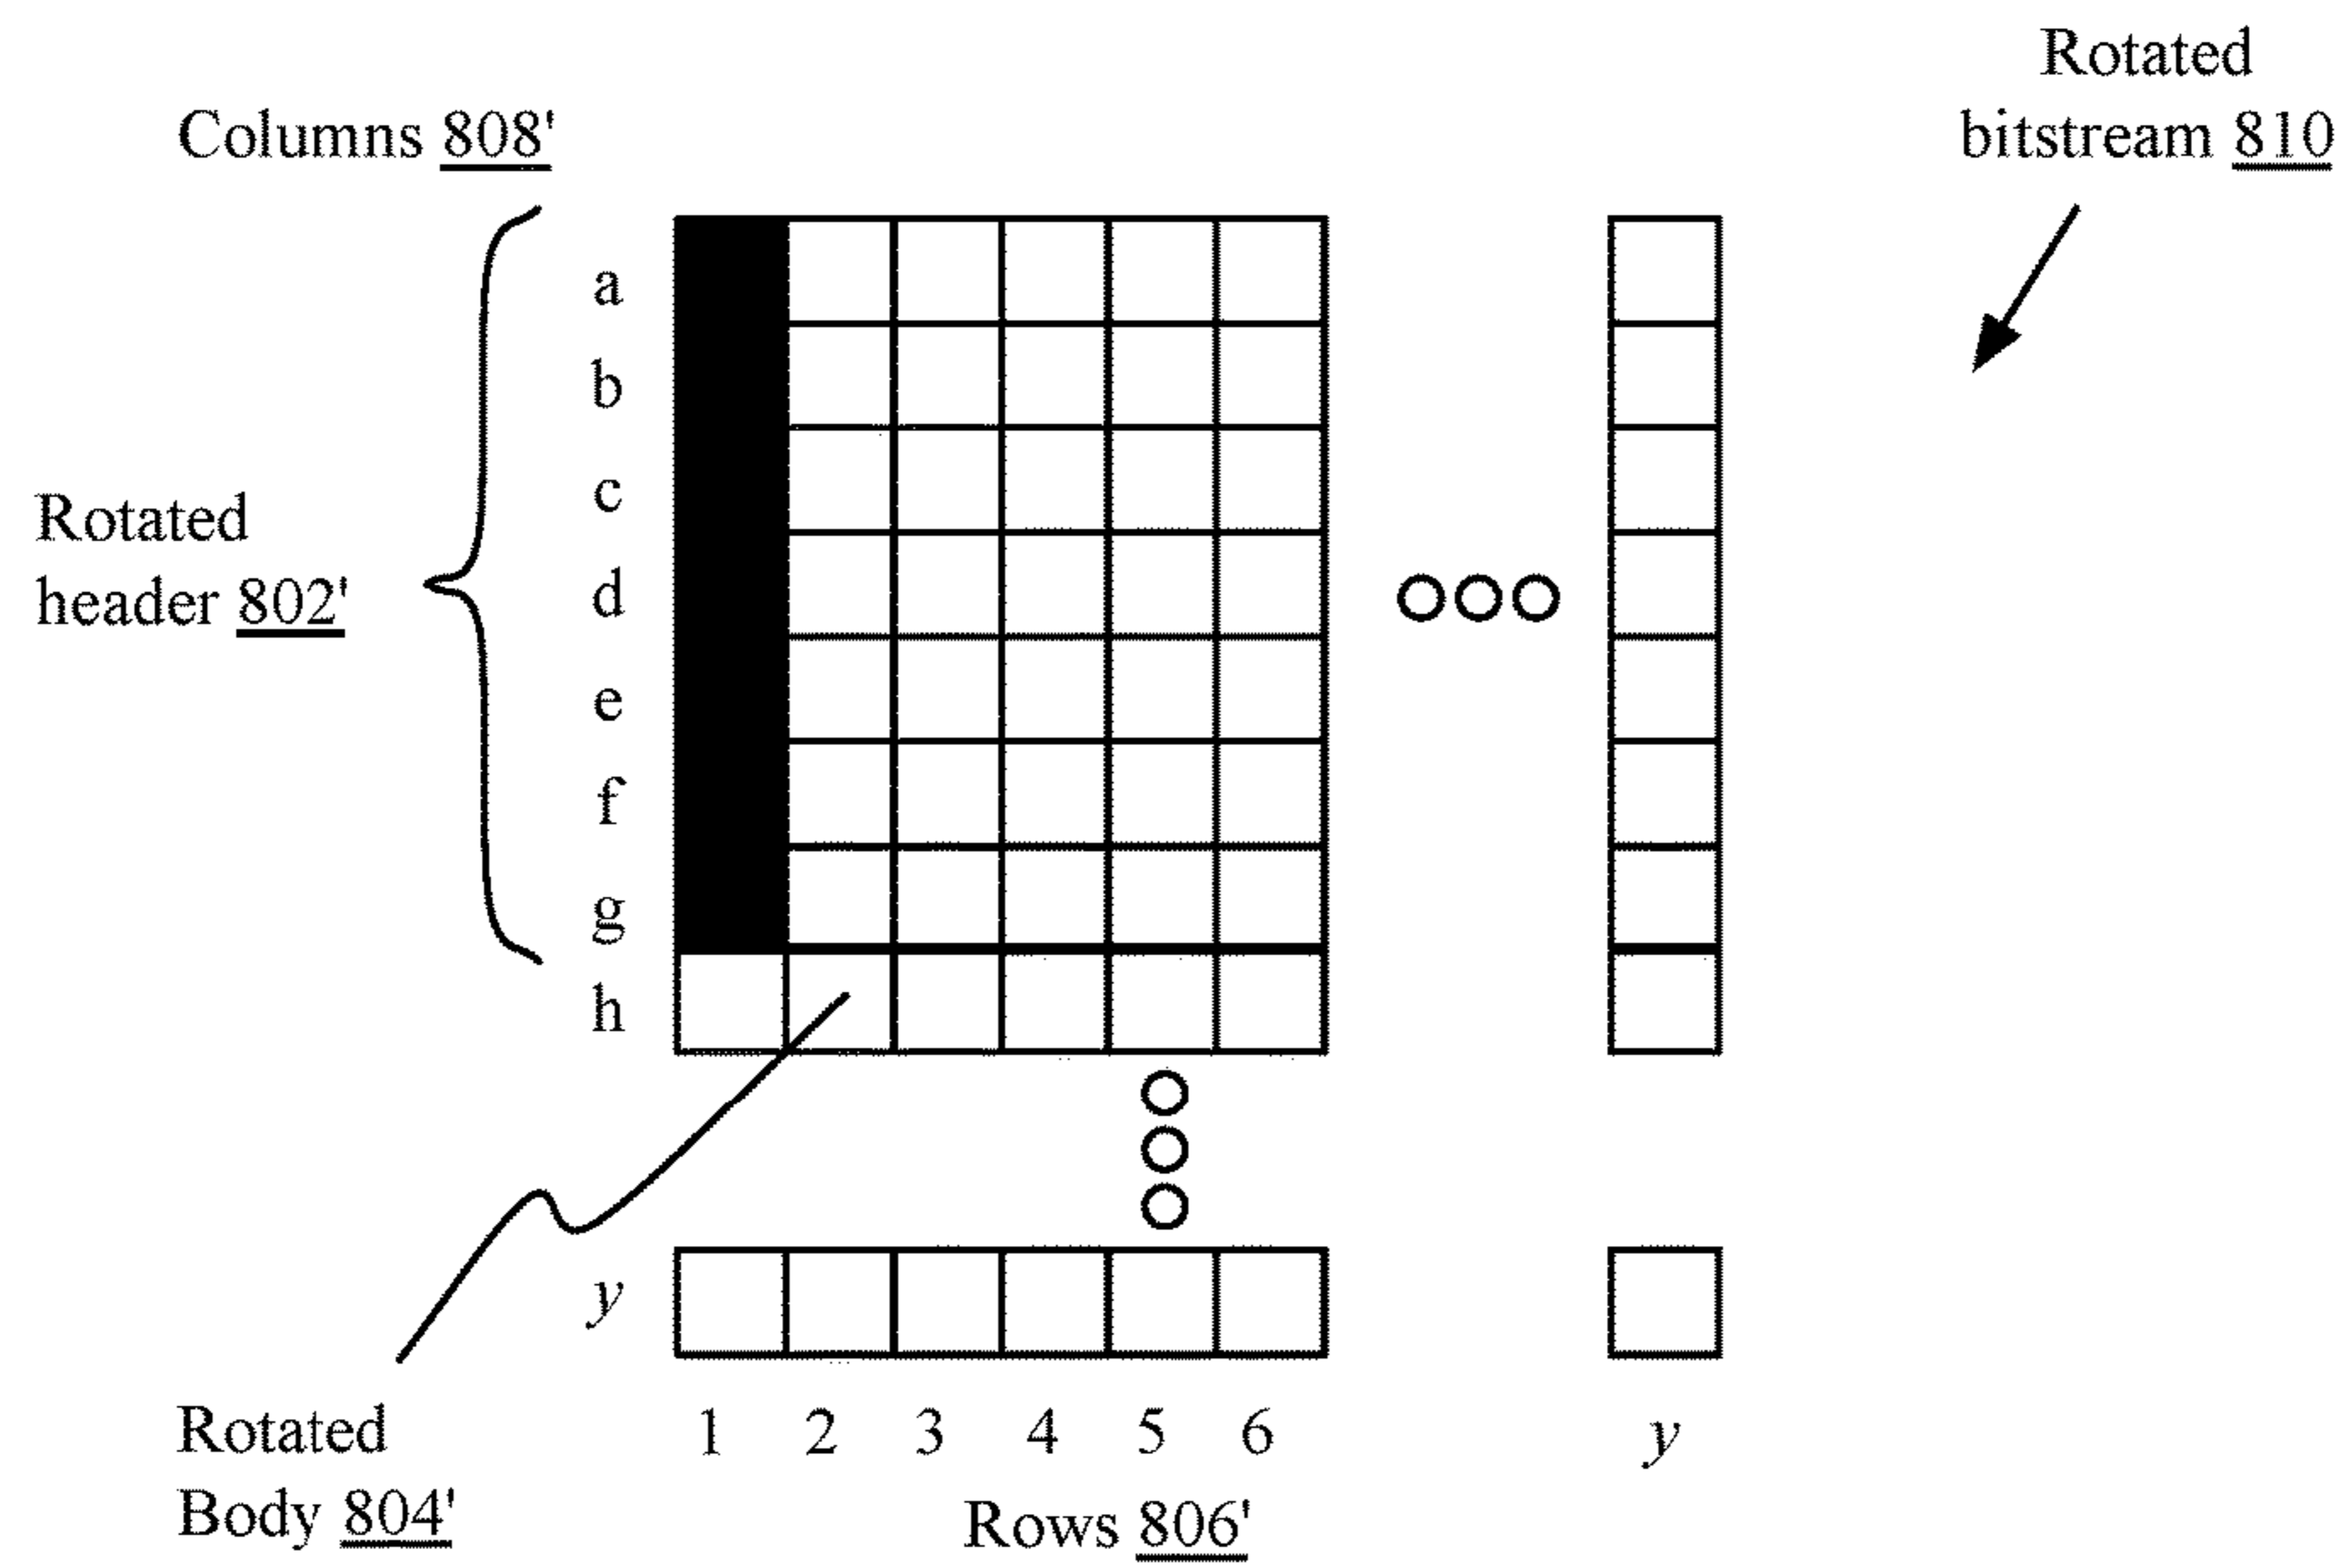 Rotated
bitstream 810
Columns 808'
a
b
c
Rotated
header 802'
d
e
f
g
h
y
1 2 3 4 5 6 y
Rotated
Body 804'
Rows 806'